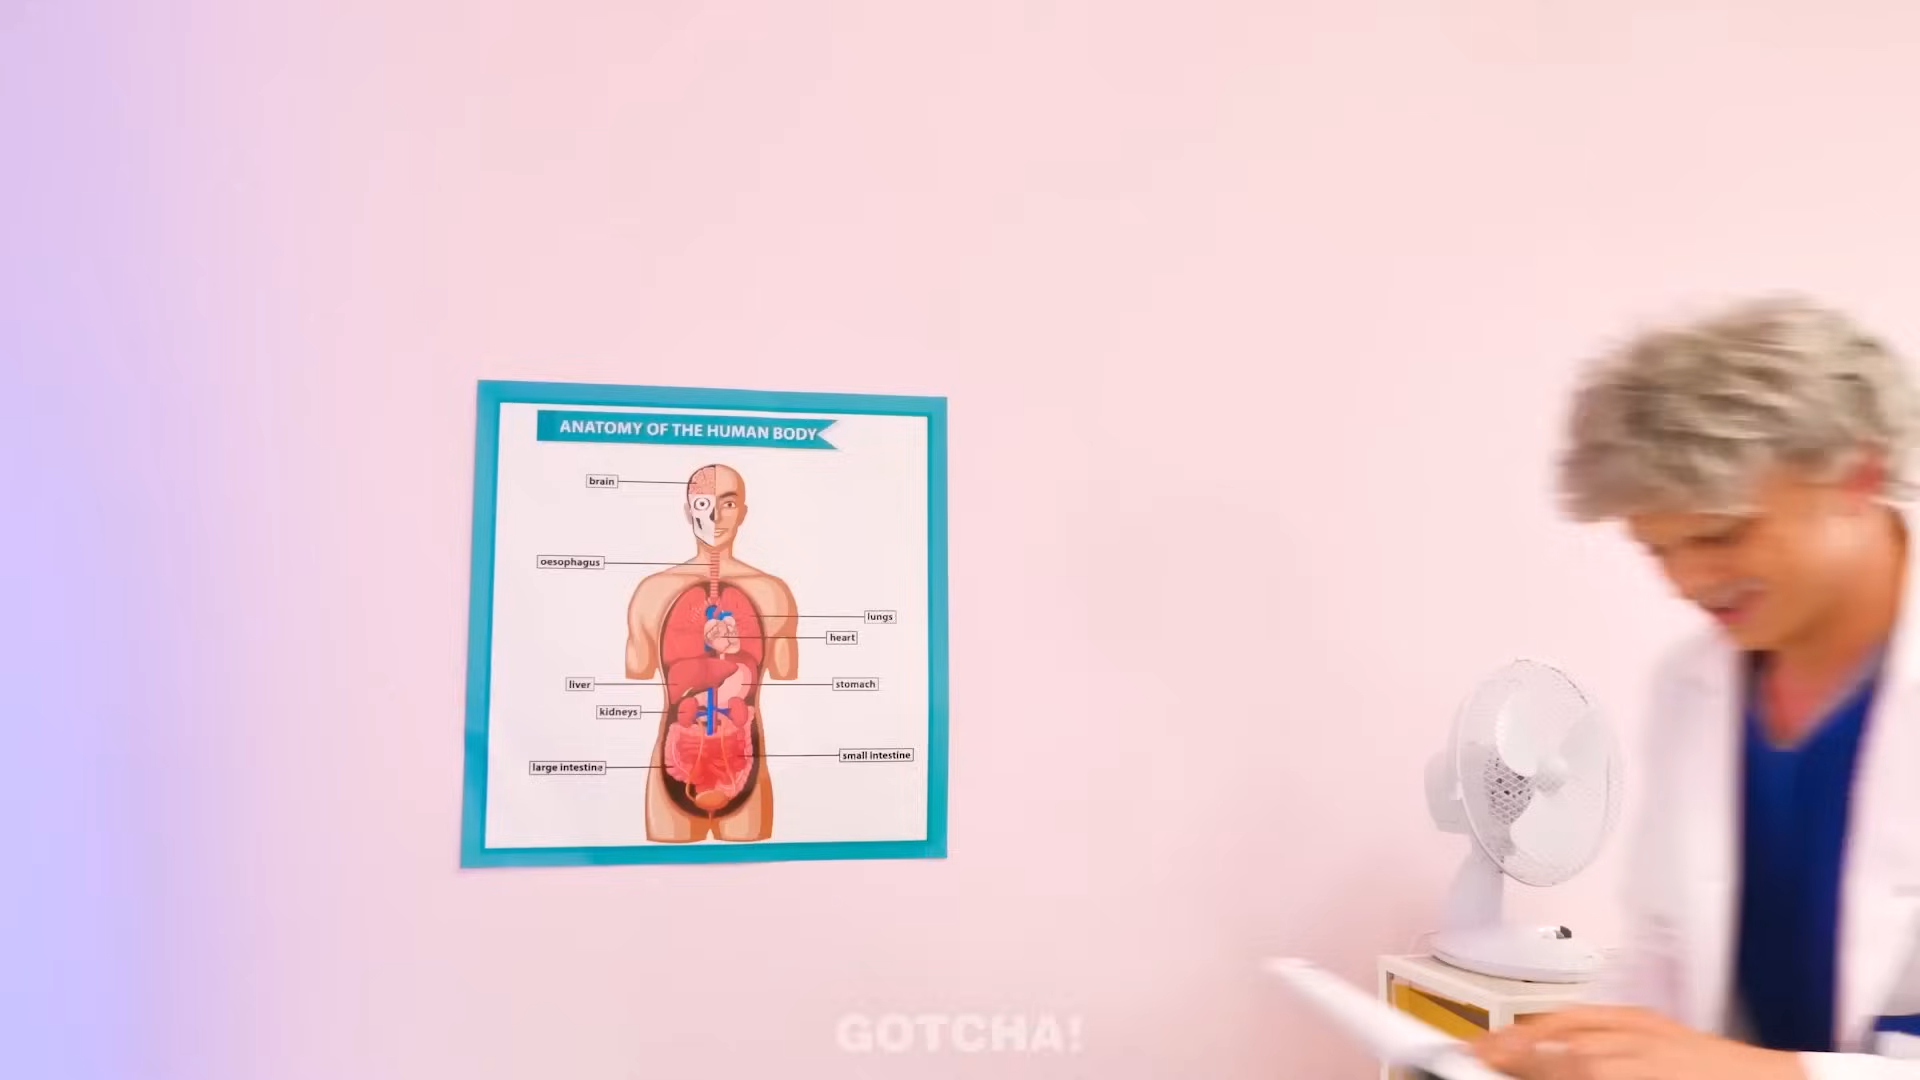 ANATOMY OF THE HUMAN BODY
brain
oesophagus
lungs
heart
liver
stomach
kidneys
small intestine
large intestine
GOTCHA!